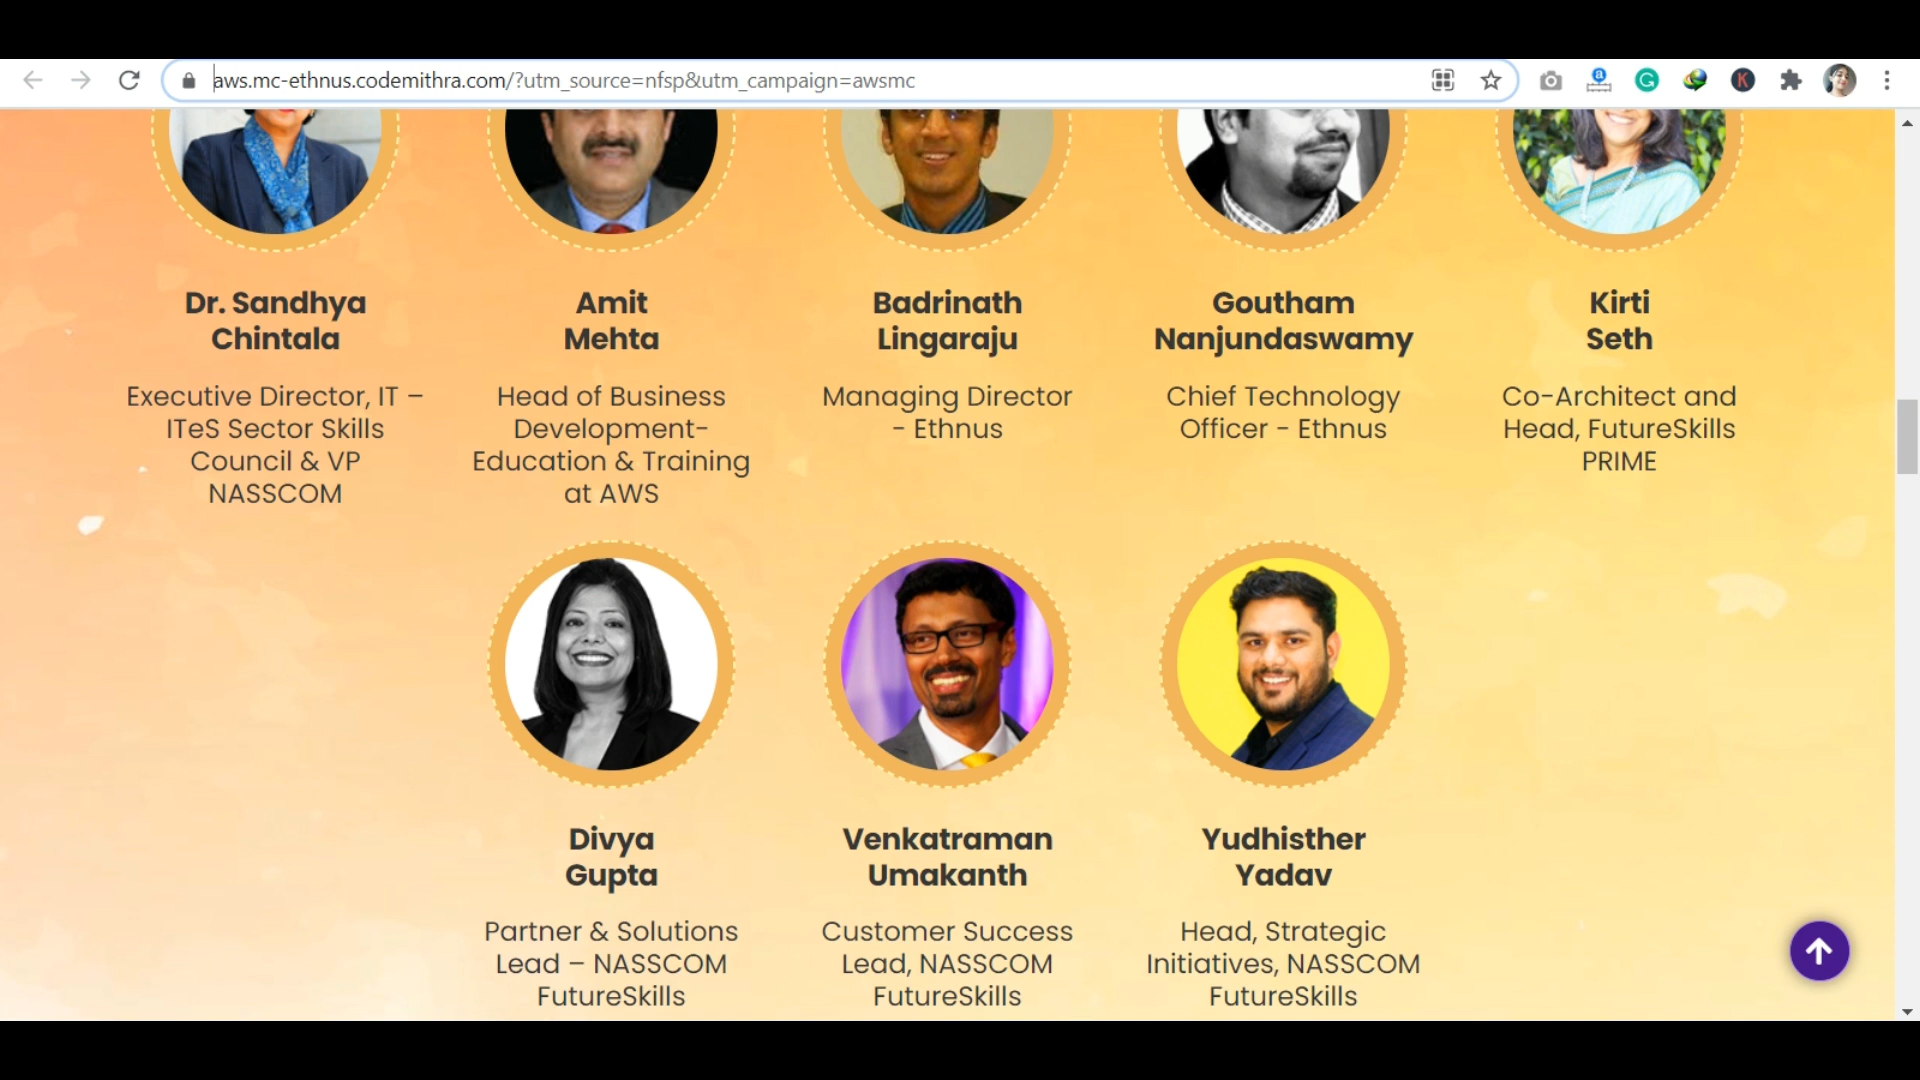 aws.mc-ethnus.codemithra.com/?utm_source=nfsp&utm_campaign=awsmc
Dr. Sandhya
Chintala
Executive Director, IT –
ITeS Sector Skills
Council & VP
NASSCOM
Amit
Mehta
Head of Business
Development-
Education & Training
at AWS
Badrinath
Lingaraju
Managing Director
- Ethnus
Goutham
Nanjundaswamy
Chief Technology
Officer - Ethnus
Kirti
Seth
Co-Architect and
Head, FutureSkills
PRIME
Divya
Gupta
Partner & Solutions
Lead – NASSCOM
FutureSkills
Venkatraman
Umakanth
Customer Success
Lead, NASSCOM
FutureSkills
Yudhisther
Yadav
Head, Strategic
Initiatives, NASSCOM
FutureSkills